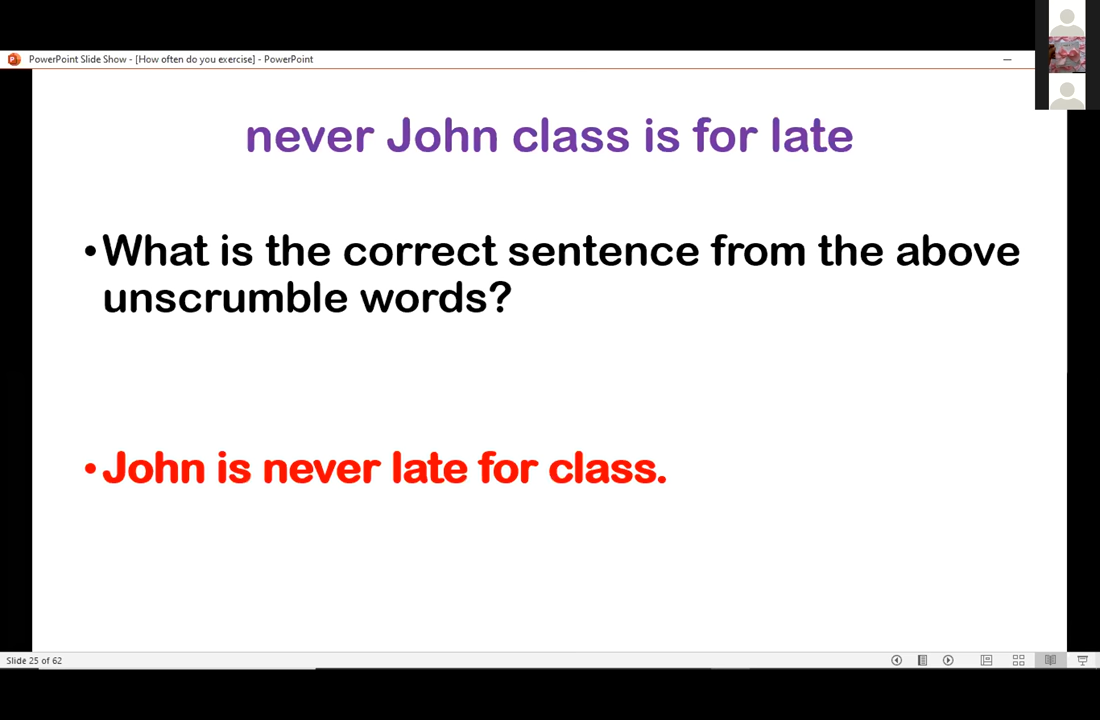 PowerPoint Slide Show - [How often do you exercise] - PowerPoint
never John class is for late
•What is the correct sentence from the above
unscrumble words?
•John is never late for class.
Slide 25 of 62